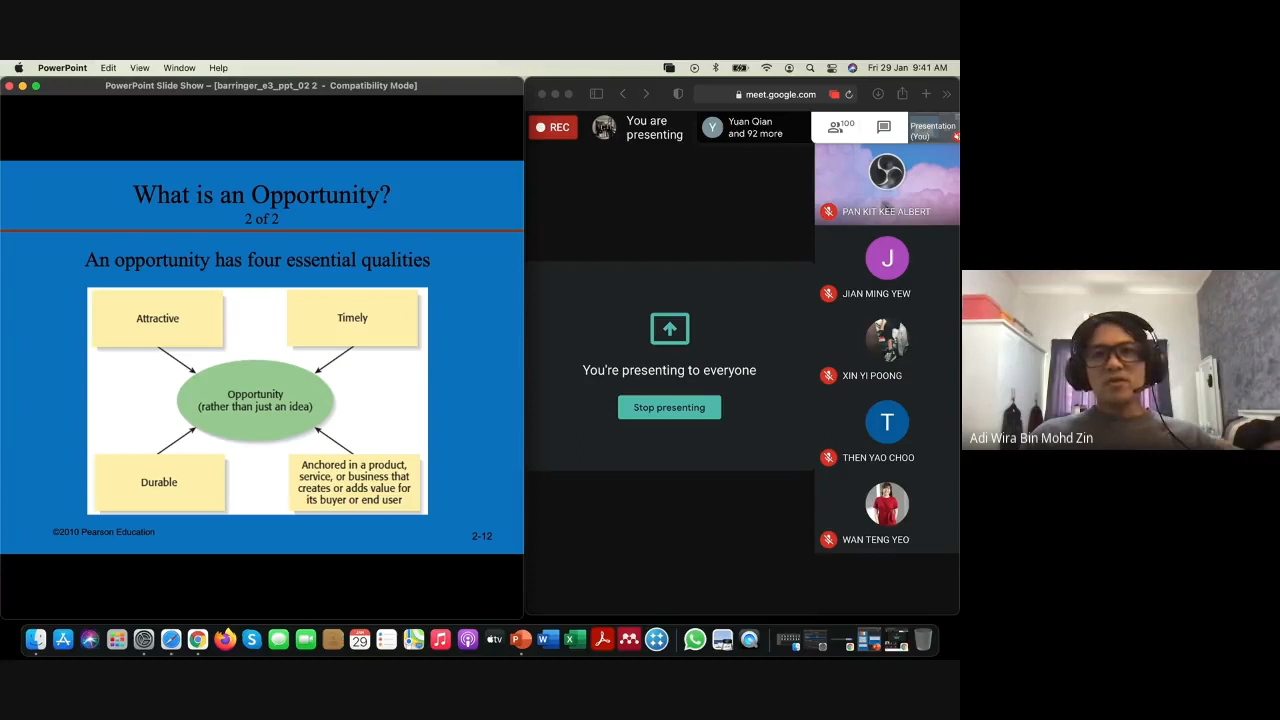 PowerPoint Edit View Window Help
Fri 29 Jan 9:41 AM
PowerPoint Slide Show - [barringer_e3_ppt_02 2 - Compatibility Mode]
What is an Opportunity?
2 of 2
An opportunity has four essential qualities
Attractive
Timely
Opportunity
(rather than just an idea)
Durable
Anchored in a product,
service, or business that
creates or adds value for
its buyer or end user
©2010 Pearson Education
2-12
meet.google.com
REC
You are
presenting
Y
Yuan Qian
and 92 more
100
Presentation
(You)
You're presenting to everyone
Stop presenting
PAN KIT KEE ALBERT
J
JIAN MING YEW
XIN YI POONG
T
THEN YAO CHOO
WAN TENG YEO
Adi Wira Bin Mohd Zin
29
tv